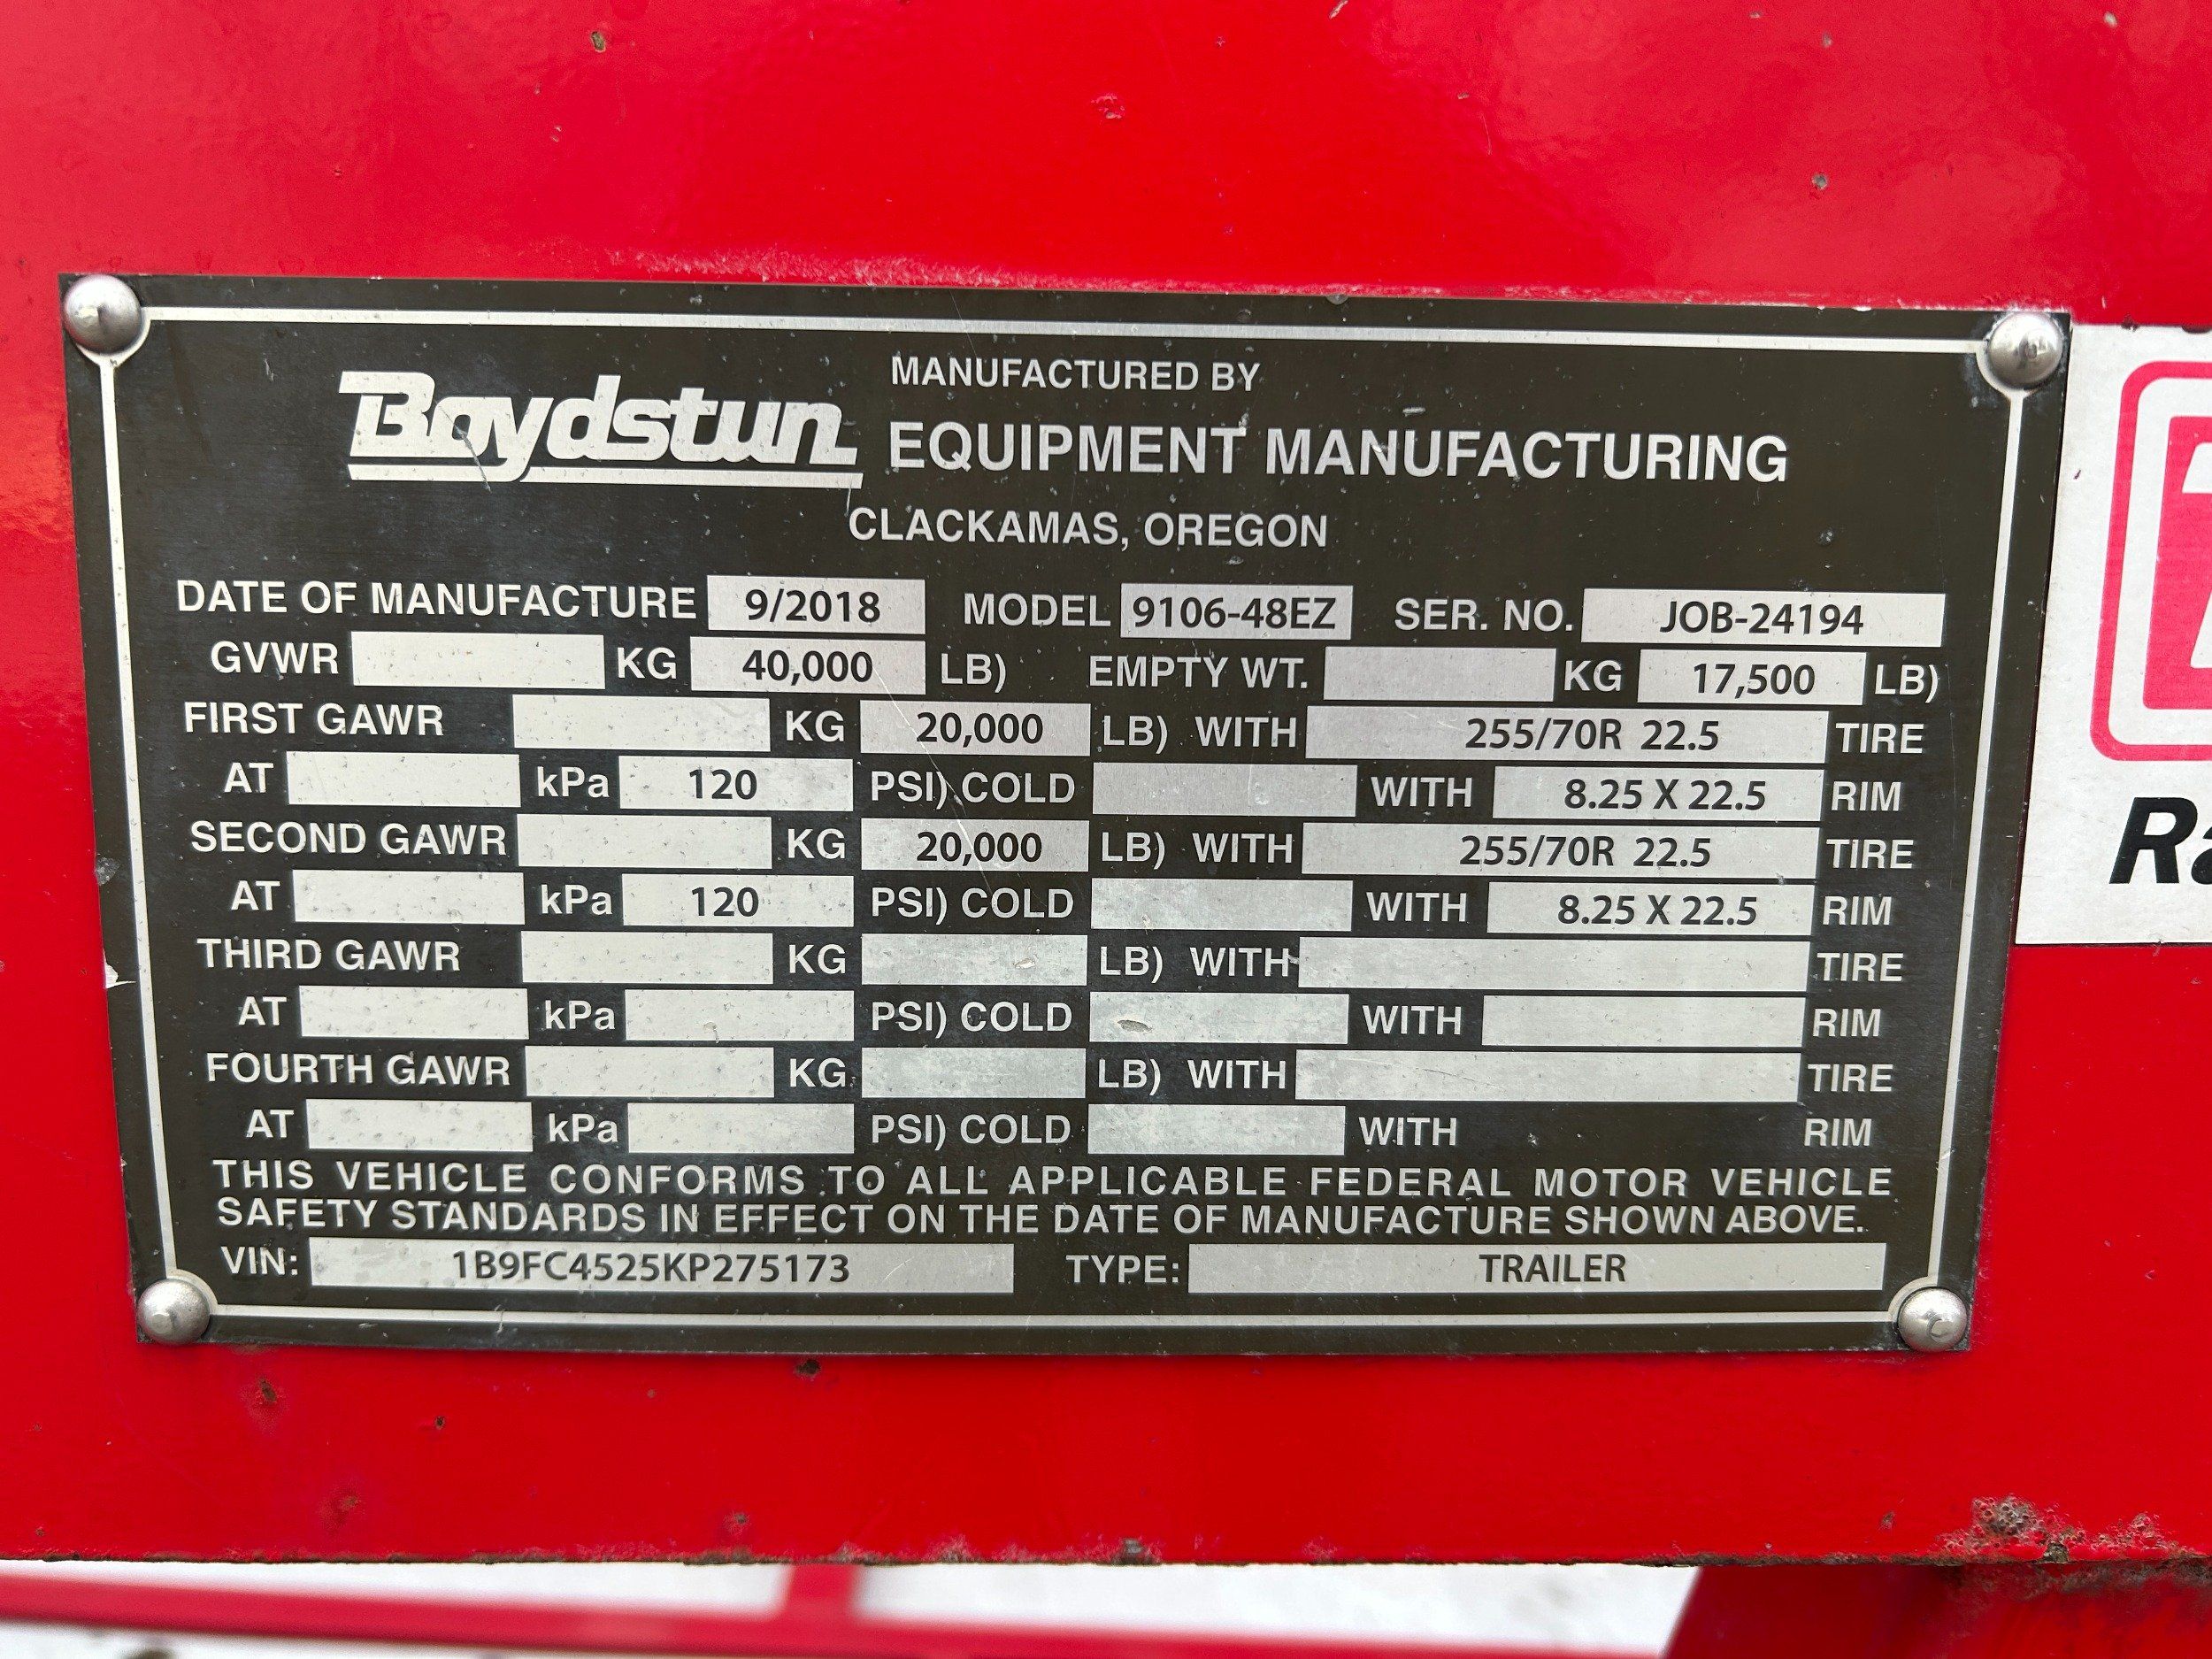 MANUFACTURED BY
Boydstun EQUIPMENT MANUFACTURING
CLACKAMAS, OREGON
DATE OF MANUFACTURE 9/2018 MODEL 9106-48EZ SER. NO. JOB-24194
GVWR KG 40,000 LB) EMPTY WT. KG 17,500 LB)
FIRST GAWR KG 20,000 LB) WITH 255/70R 22.5 TIRE
AT kPa 120 PSI) COLD WITH 8.25 X 22.5 RIM
SECOND GAWR KG 20,000 LB) WITH 255/70R 22.5 TIRE
AT kPa 120 PSI) COLD WITH 8.25 X 22.5 RIM
THIRD GAWR KG LB) WITH TIRE
AT kPa PSI) COLD WITH RIM
FOURTH GAWR KG LB) WITH TIRE
AT kPa PSI) COLD WITH RIM
THIS VEHICLE CONFORMS TO ALL APPLICABLE FEDERAL MOTOR VEHICLE
SAFETY STANDARDS IN EFFECT ON THE DATE OF MANUFACTURE SHOWN ABOVE.
VIN: 1B9FC4525KP275173 TYPE: TRAILER